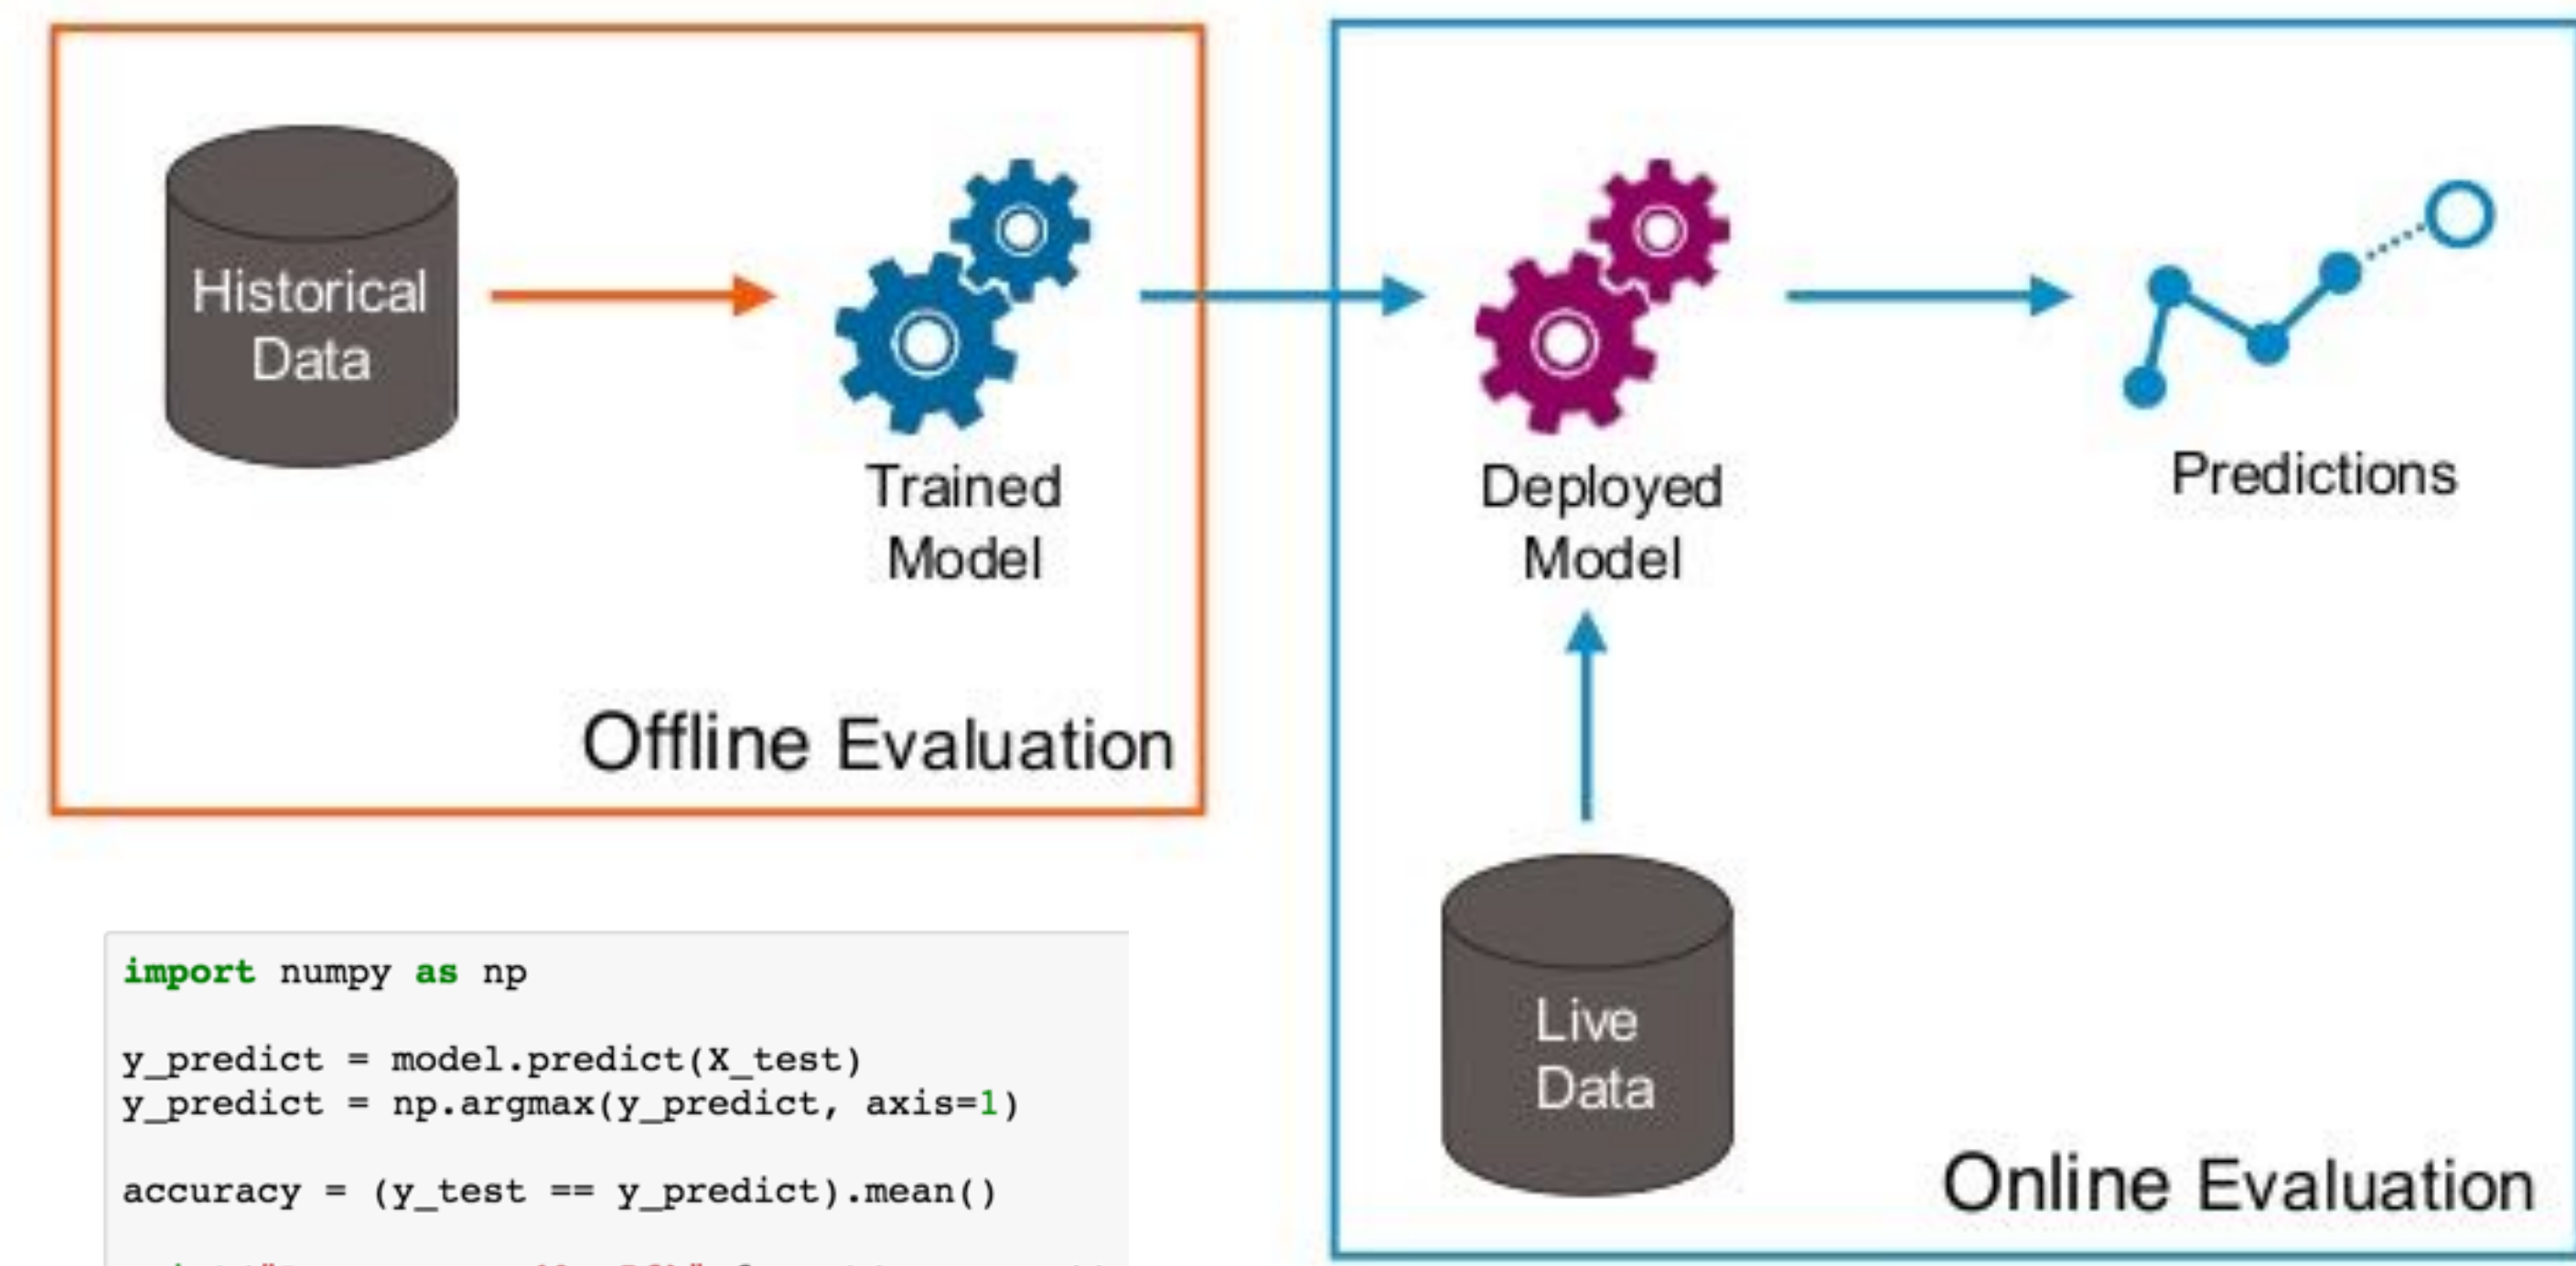 Historical
Data
Trained
Model
Offline Evaluation
Deployed
Model
Predictions
Live
Data
Online Evaluation
import numpy as np
y_predict = model.predict(X_test)
y_predict = np.argmax(y_predict, axis=1)
accuracy = (y_test == y_predict).mean()